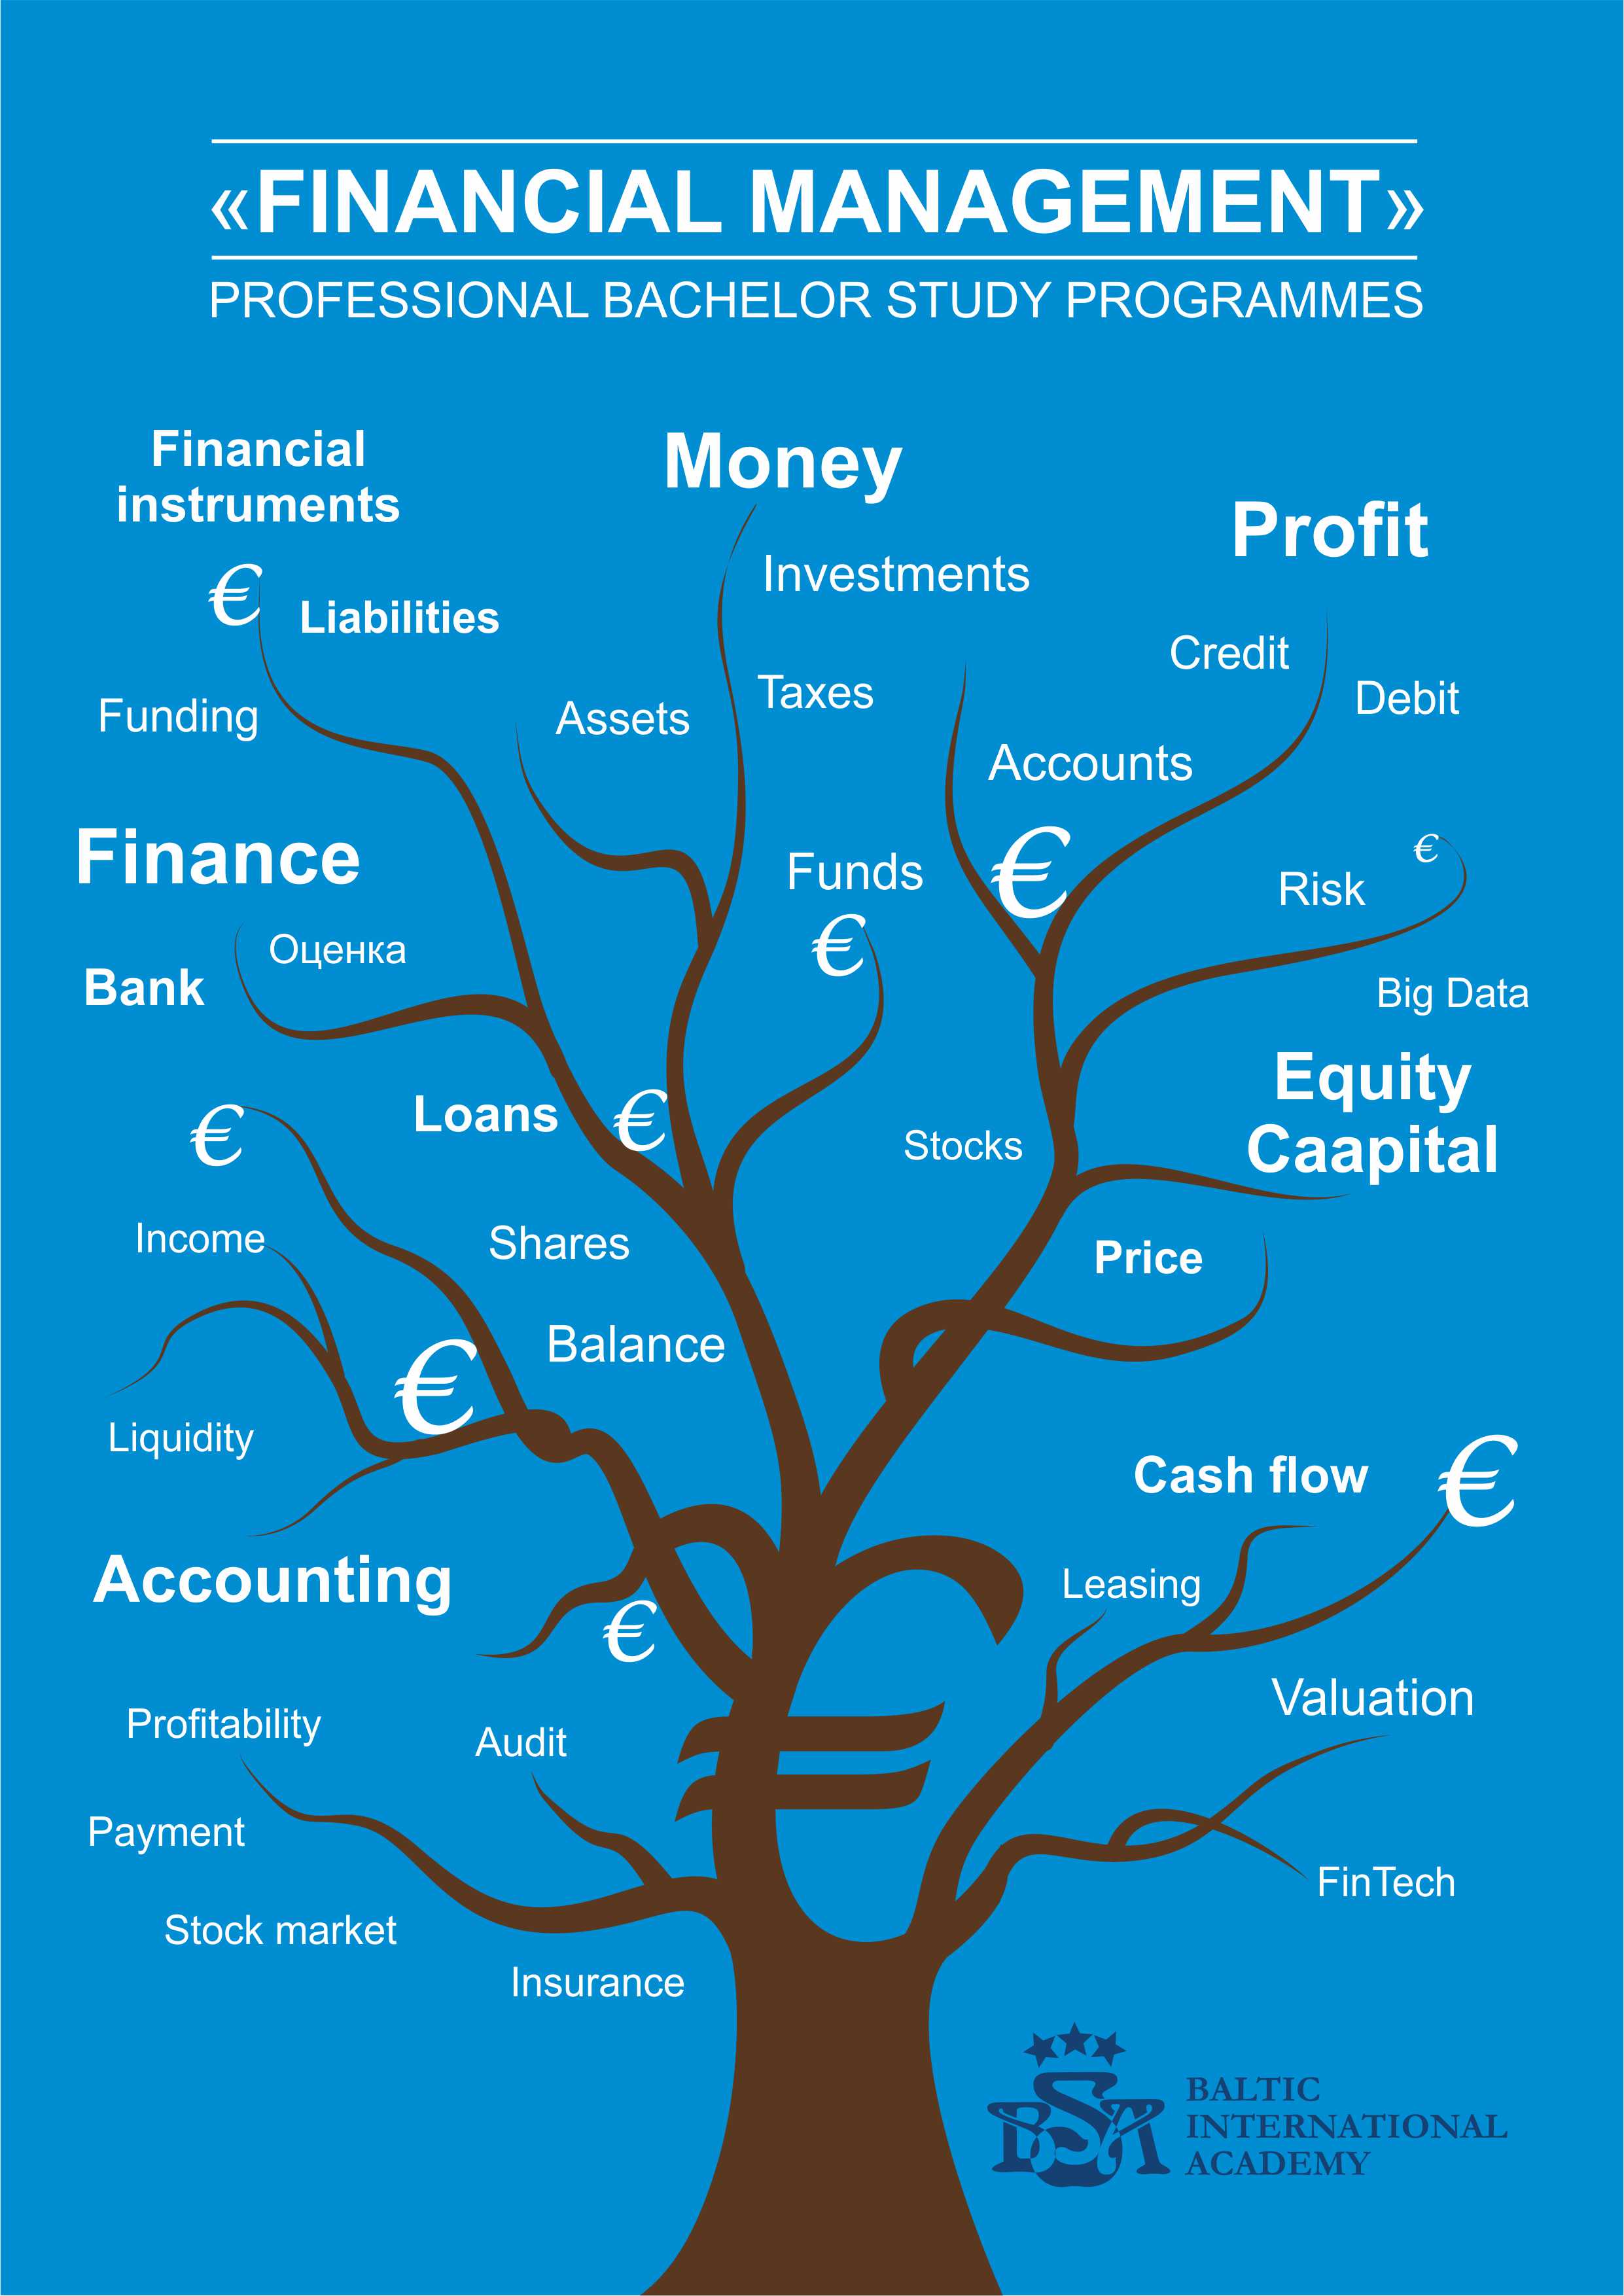 «FINANCIAL MANAGEMENT»
PROFESSIONAL BACHELOR STUDY PROGRAMMES
Financial
instruments
Money
Profit
€
Liabilities
Investments
Credit
Debit
Funding
Assets
Taxes
Accounts
Finance
Funds
€
€
€
Risk
Оценка
Bank
Big Data
Equity
Caapital
Loans
€
€
Stocks
Income
Shares
Price
Balance
€
Liquidity
Cash flow
€
Accounting
€
Leasing
Profitability
Audit
Valuation
Payment
FinTech
Stock market
Insurance
€
BSA
BALTIC
INTERNATIONAL
ACADEMY